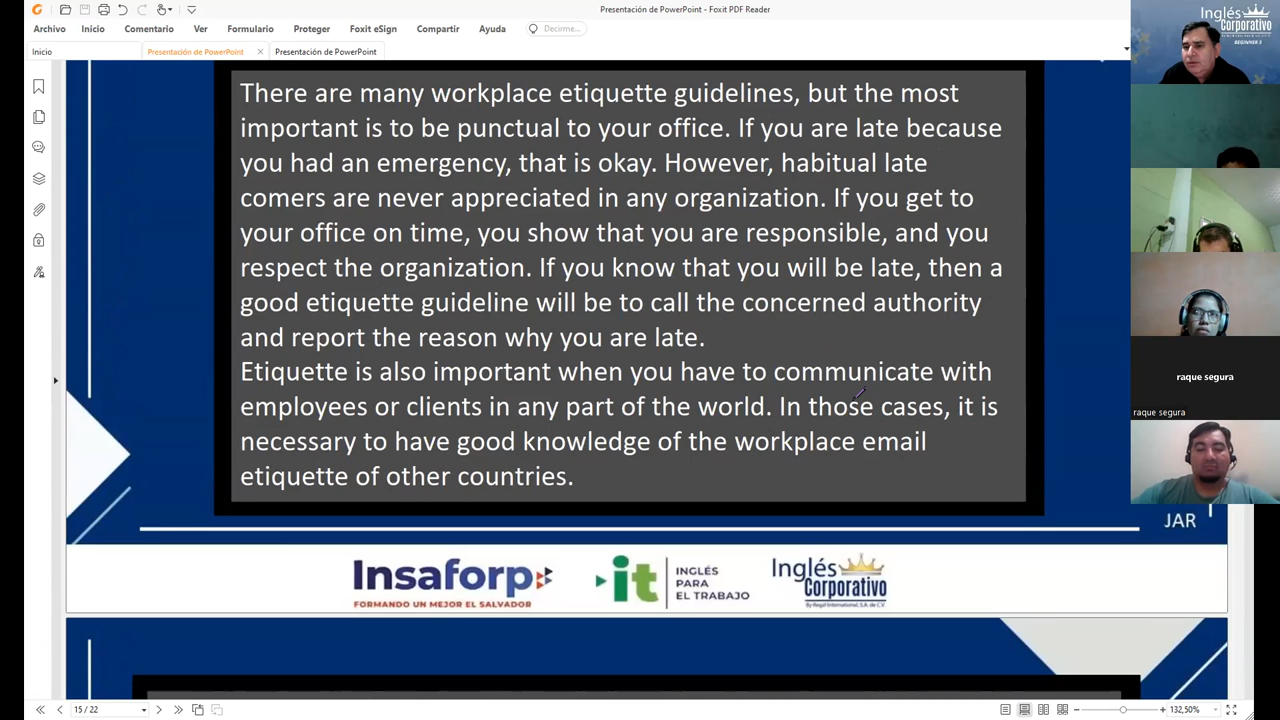 Presentación de PowerPoint - Foxit PDF Reader
Archivo Inicio Comentario Ver Formulario Proteger Foxit eSign Compartir Ayuda Decirme...
Inicio Presentación de PowerPoint Presentación de PowerPoint
There are many workplace etiquette guidelines, but the most
important is to be punctual to your office. If you are late because
you had an emergency, that is okay. However, habitual late
comers are never appreciated in any organization. If you get to
your office on time, you show that you are responsible, and you
respect the organization. If you know that you will be late, then a
good etiquette guideline will be to call the concerned authority
and report the reason why you are late.
Etiquette is also important when you have to communicate with
employees or clients in any part of the world. In those cases, it is
necessary to have good knowledge of the workplace email
etiquette of other countries.
JAR
Insaforp
FORMANDO UN MEJOR EL SALVADOR
it
INGLÉS
PARA
EL TRABAJO
Inglés
Corporativo
By Regal International, S.A. de C.V.
15 / 22
132,50%
Inglés
Corporativo
BEGINNER 3
raque segura
raque segura